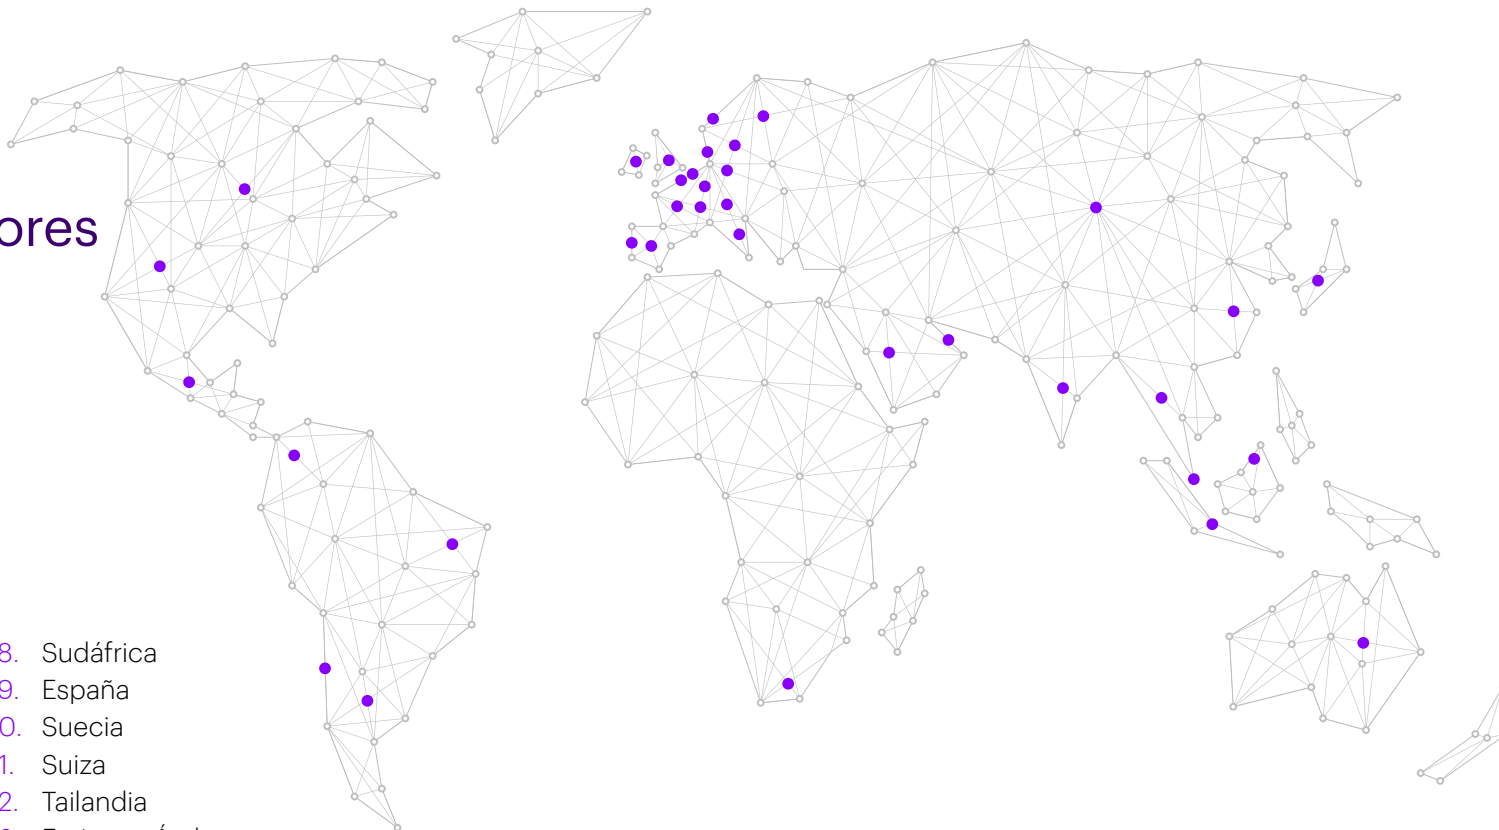 ores
8. Sudáfrica
9. España
0. Suecia
1. Suiza
2. Tailandia